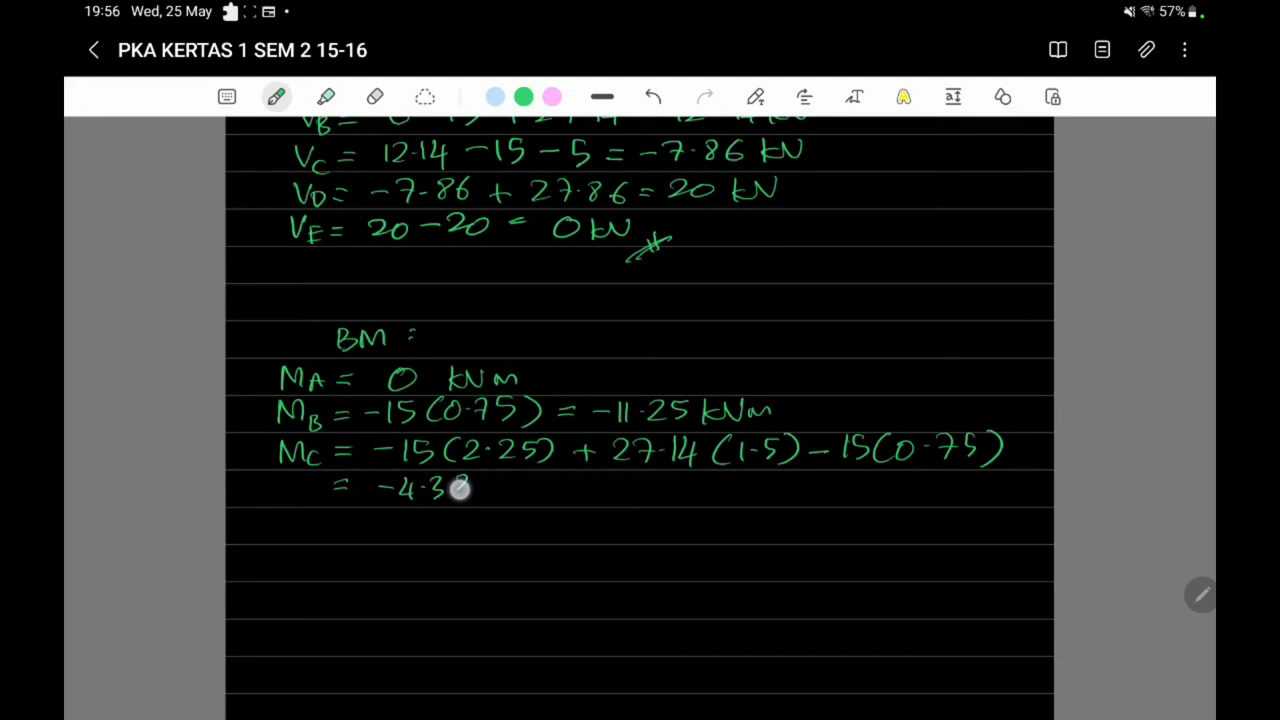 19:56 Wed, 25 May
57%
PKA KERTAS 1 SEM 2 15-16
VC = 12.14 - 15 - 5 = -7.86 kN
VD = -7.86 + 27.86 = 20 kN
VE = 20 - 20 = 0 kN
BM :
MA = 0 kNm
MB = -15(0.75) = -11.25 kNm
MC = -15(2.25) + 27.14(1.5) - 15(0.75)
= -4.3